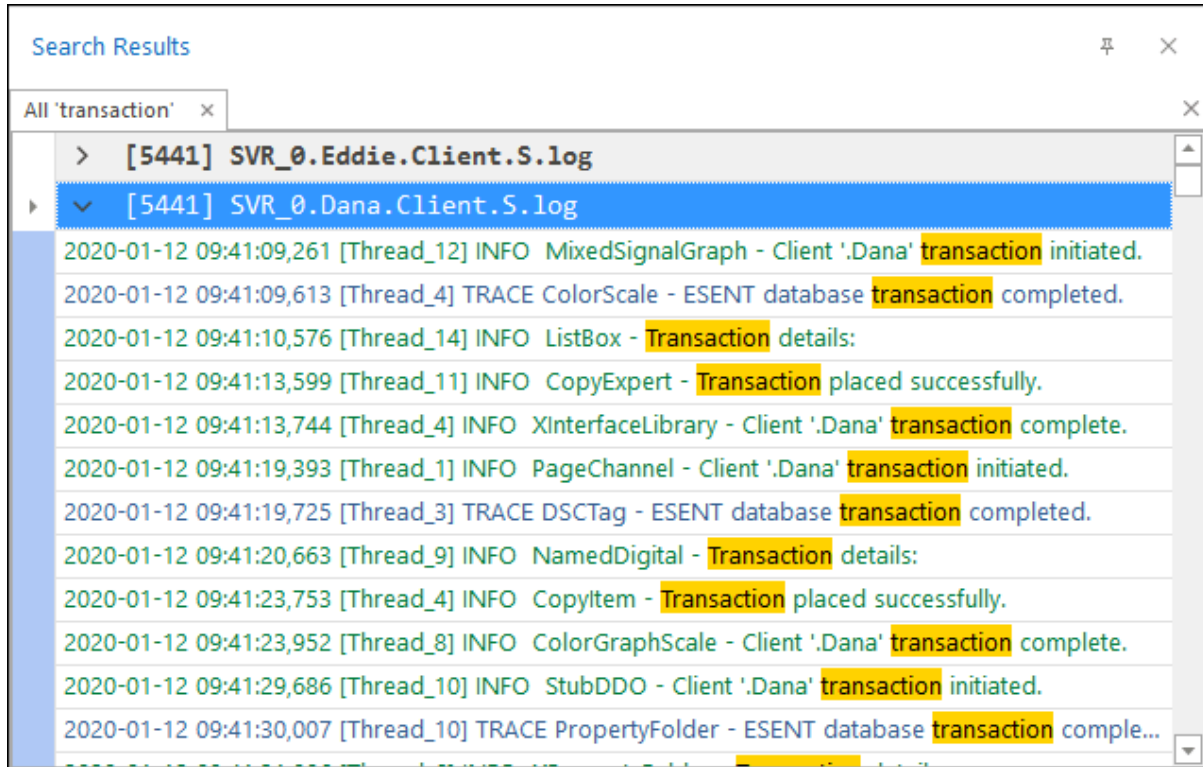 Search Results
All 'transaction'
[5441] SVR_0.Eddie.Client.S.log
[5441] SVR_0.Dana.Client.S.log
2020-01-12 09:41:09,261 [Thread_12] INFO  MixedSignalGraph - Client '.Dana' transaction initiated.
2020-01-12 09:41:09,613 [Thread_4] TRACE ColorScale - ESENT database transaction completed.
2020-01-12 09:41:10,576 [Thread_14] INFO  ListBox - Transaction details:
2020-01-12 09:41:13,599 [Thread_11] INFO  CopyExpert - Transaction placed successfully.
2020-01-12 09:41:13,744 [Thread_4] INFO  XInterfaceLibrary - Client '.Dana' transaction complete.
2020-01-12 09:41:19,393 [Thread_1] INFO  PageChannel - Client '.Dana' transaction initiated.
2020-01-12 09:41:19,725 [Thread_3] TRACE DSCTag - ESENT database transaction completed.
2020-01-12 09:41:20,663 [Thread_9] INFO  NamedDigital - Transaction details:
2020-01-12 09:41:23,753 [Thread_4] INFO  CopyItem - Transaction placed successfully.
2020-01-12 09:41:23,952 [Thread_8] INFO  ColorGraphScale - Client '.Dana' transaction complete.
2020-01-12 09:41:29,686 [Thread_10] INFO  StubDDO - Client '.Dana' transaction initiated.
2020-01-12 09:41:30,007 [Thread_10] TRACE PropertyFolder - ESENT database transaction comple...